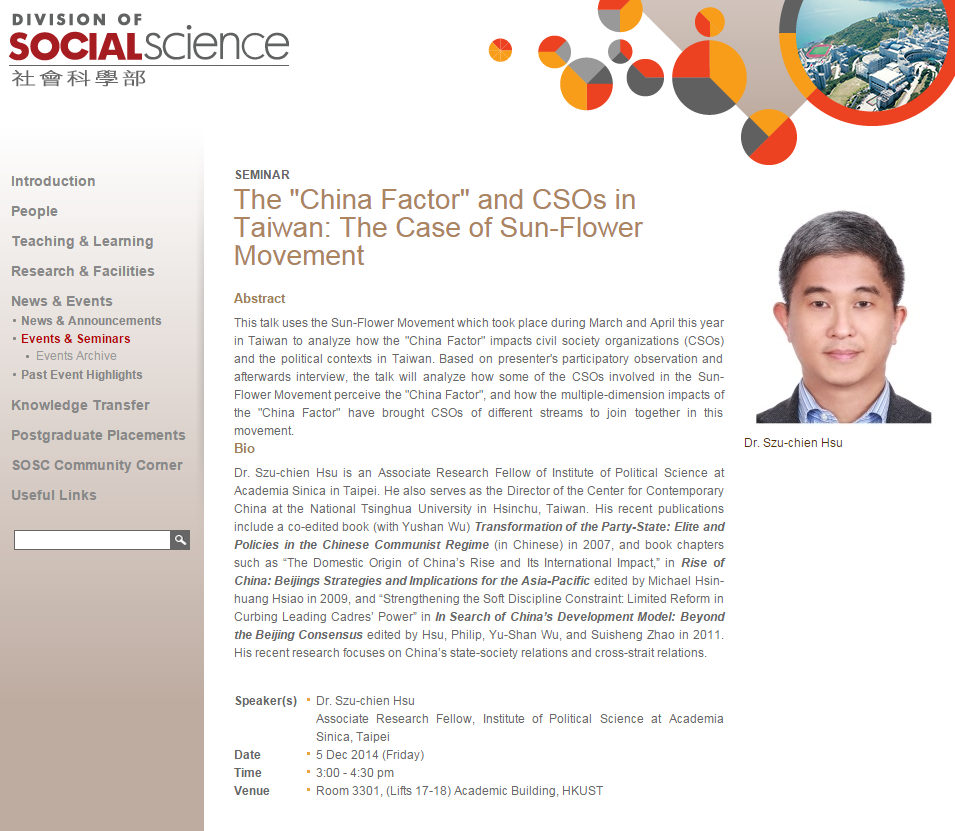 DIVISION OF
SOCIALscience
社會科學部
Introduction
People
Teaching & Learning
Research & Facilities
News & Events
• News & Announcements
• Events & Seminars
• Events Archive
• Past Event Highlights
Knowledge Transfer
Postgraduate Placements
SOSC Community Corner
Useful Links
SEMINAR
The "China Factor" and CSOs in
Taiwan: The Case of Sun-Flower
Movement
Abstract
This talk uses the Sun-Flower Movement which took place during March and April this year
in Taiwan to analyze how the "China Factor" impacts civil society organizations (CSOs)
and the political contexts in Taiwan. Based on presenter's participatory observation and
afterwards interview, the talk will analyze how some of the CSOs involved in the Sun-
Flower Movement perceive the "China Factor", and how the multiple-dimension impacts of
the "China Factor" have brought CSOs of different streams to join together in this
movement.
Bio
Dr. Szu-chien Hsu is an Associate Research Fellow of Institute of Political Science at
Academia Sinica in Taipei. He also serves as the Director of the Center for Contemporary
China at the National Tsinghua University in Hsinchu, Taiwan. His recent publications
include a co-edited book (with Yushan Wu) Transformation of the Party-State: Elite and
Policies in the Chinese Communist Regime (in Chinese) in 2007, and book chapters
such as “The Domestic Origin of China’s Rise and Its International Impact,” in Rise of
China: Beijings Strategies and Implications for the Asia-Pacific edited by Michael Hsin-
huang Hsiao in 2009, and “Strengthening the Soft Discipline Constraint: Limited Reform in
Curbing Leading Cadres’ Power” in In Search of China’s Development Model: Beyond
the Beijing Consensus edited by Hsu, Philip, Yu-Shan Wu, and Suisheng Zhao in 2011.
His recent research focuses on China’s state-society relations and cross-strait relations.
Speaker(s) • Dr. Szu-chien Hsu
Associate Research Fellow, Institute of Political Science at Academia
Sinica, Taipei
Date • 5 Dec 2014 (Friday)
Time • 3:00 - 4:30 pm
Venue • Room 3301, (Lifts 17-18) Academic Building, HKUST
Dr. Szu-chien Hsu